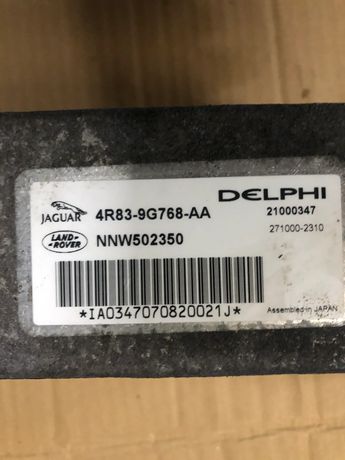 JAGUAR 4R83-9G768-AA
LAND-ROVER NNW502350
DELPHI
21000347
271000-2310
*IA0347070820021J*
Assembled in JAPAN